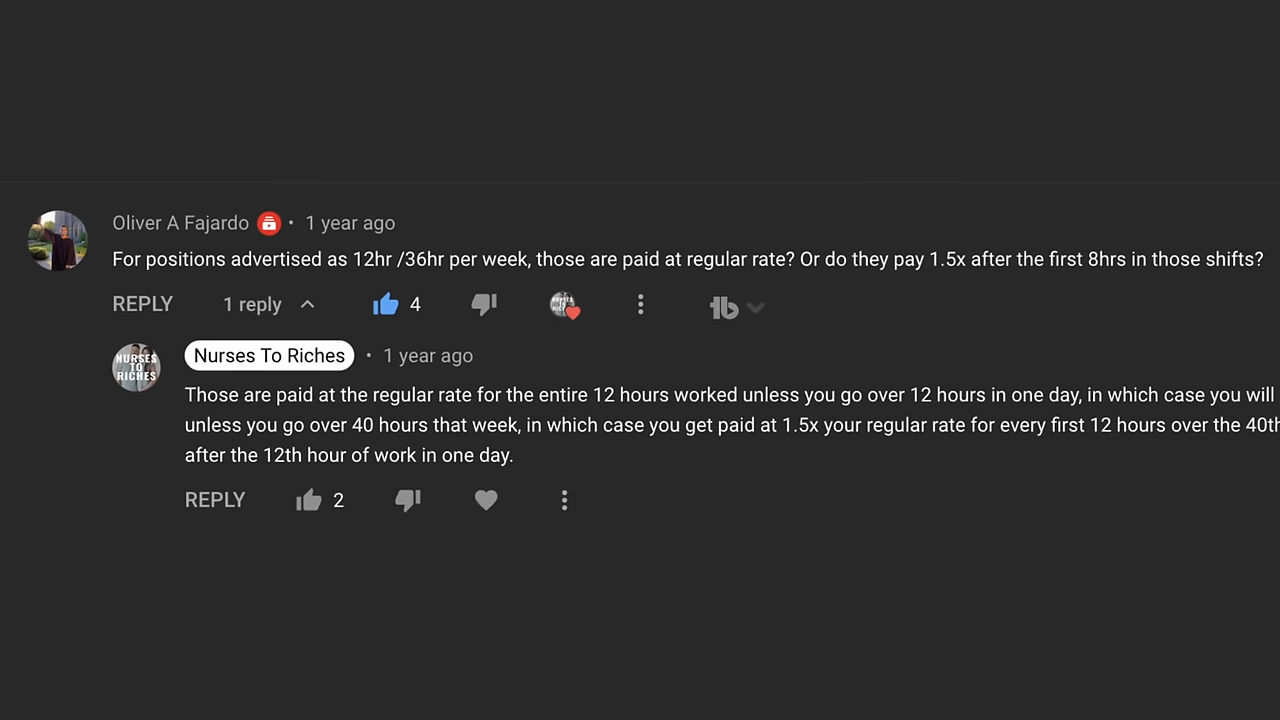 Oliver A Fajardo • 1 year ago
For positions advertised as 12hr /36hr per week, those are paid at regular rate? Or do they pay 1.5x after the first 8hrs in those shifts?
REPLY 1 reply 4
NURSES TO RICHES
Nurses To Riches • 1 year ago
Those are paid at the regular rate for the entire 12 hours worked unless you go over 12 hours in one day, in which case you will
unless you go over 40 hours that week, in which case you get paid at 1.5x your regular rate for every first 12 hours over the 40th
after the 12th hour of work in one day.
REPLY 2